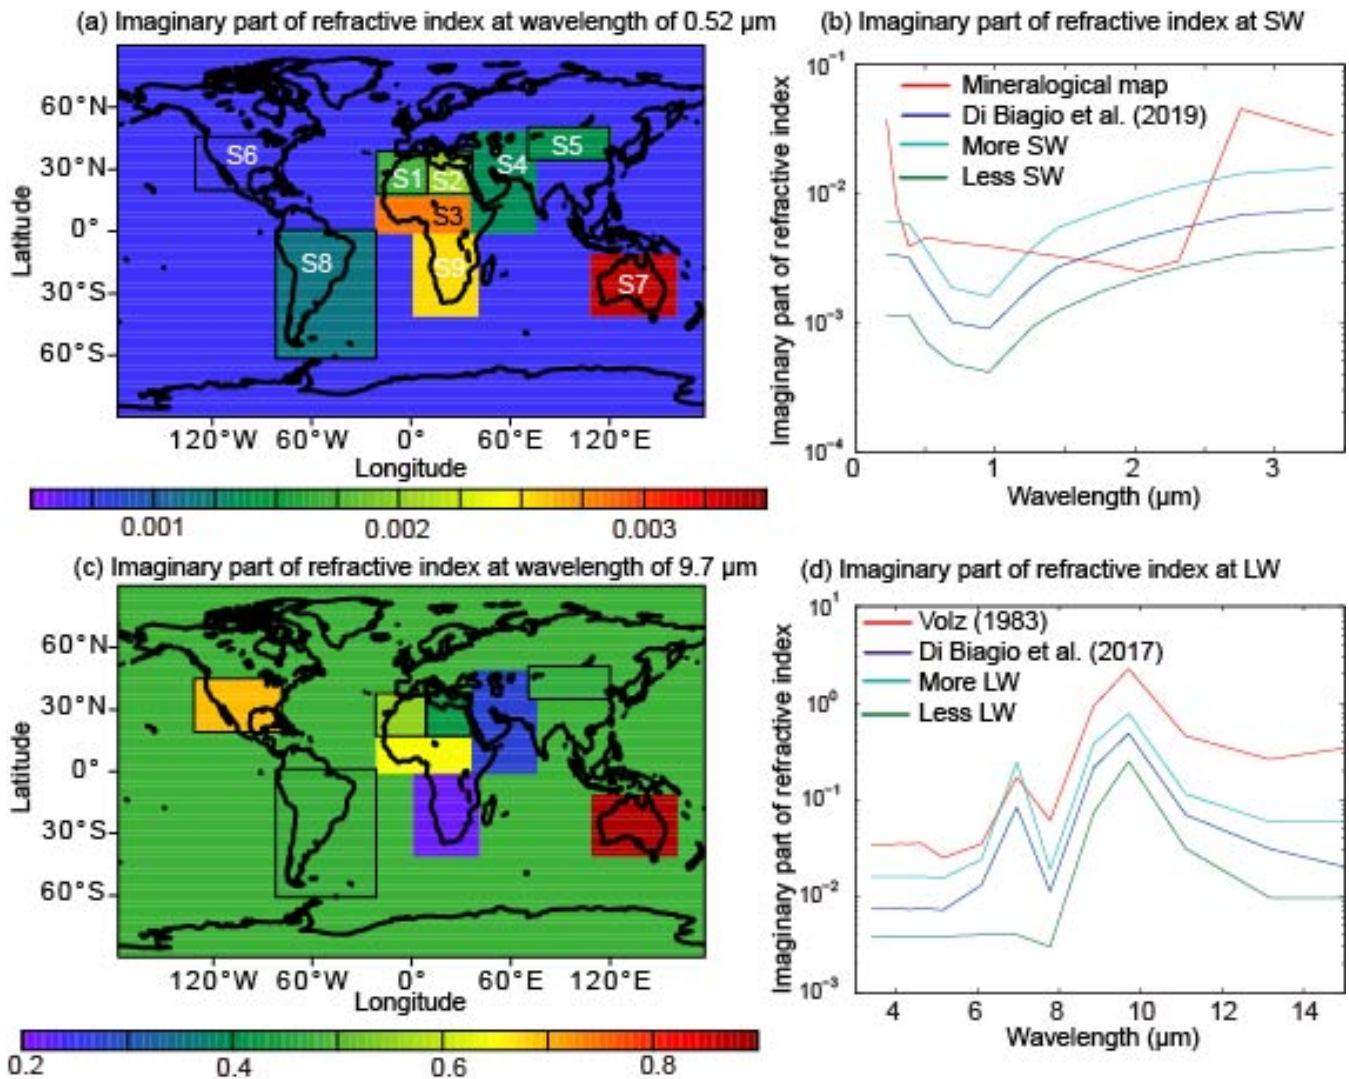 (a) Imaginary part of refractive index at wavelength of 0.52 µm
60°N
30°N
0°
30°S
60°S
Latitude
S6
S1
S2
S4
S5
S3
S8
S9
S7
120°W 60°W 0° 60°E 120°E
Longitude
0.001 0.002 0.003
(b) Imaginary part of refractive index at SW
Imaginary part of refractive index
10⁻¹
10⁻²
10⁻³
10⁻⁴
Mineralogical map
Di Biagio et al. (2019)
More SW
Less SW
0 1 2 3
Wavelength (µm)
(c) Imaginary part of refractive index at wavelength of 9.7 µm
60°N
30°N
0°
30°S
60°S
Latitude
120°W 60°W 0° 60°E 120°E
Longitude
0.2 0.4 0.6 0.8
(d) Imaginary part of refractive index at LW
Imaginary part of refractive index
10¹
10⁰
10⁻¹
10⁻²
10⁻³
Volz (1983)
Di Biagio et al. (2017)
More LW
Less LW
4 6 8 10 12 14
Wavelength (µm)